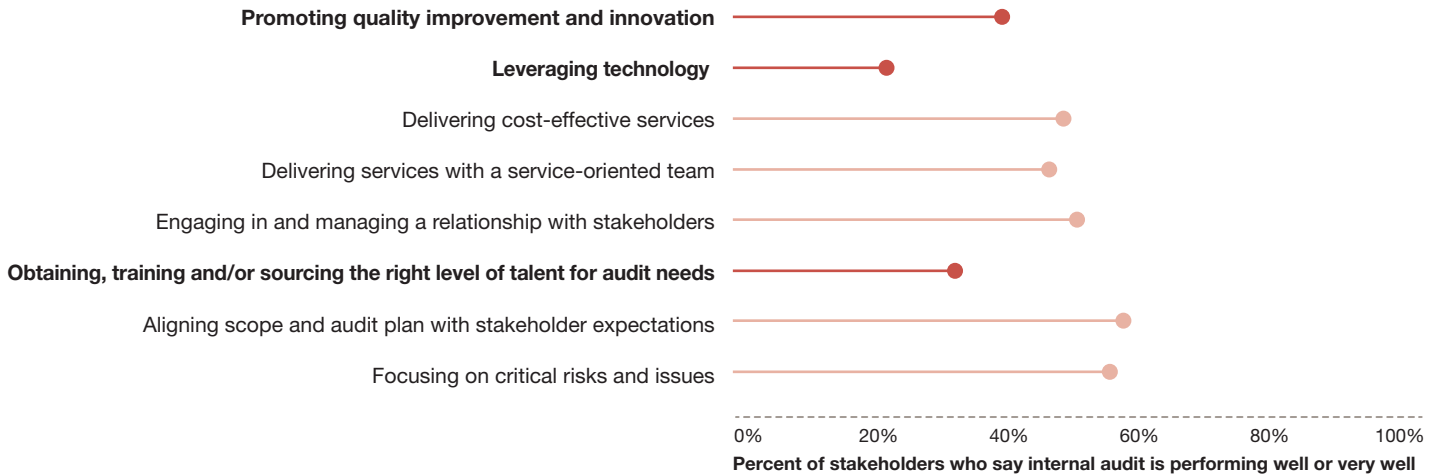 Promoting quality improvement and innovation
Leveraging technology
Delivering cost-effective services
Delivering services with a service-oriented team
Engaging in and managing a relationship with stakeholders
Obtaining, training and/or sourcing the right level of talent for audit needs
Aligning scope and audit plan with stakeholder expectations
Focusing on critical risks and issues
0% 20% 40% 60% 80% 100%
Percent of stakeholders who say internal audit is performing well or very well